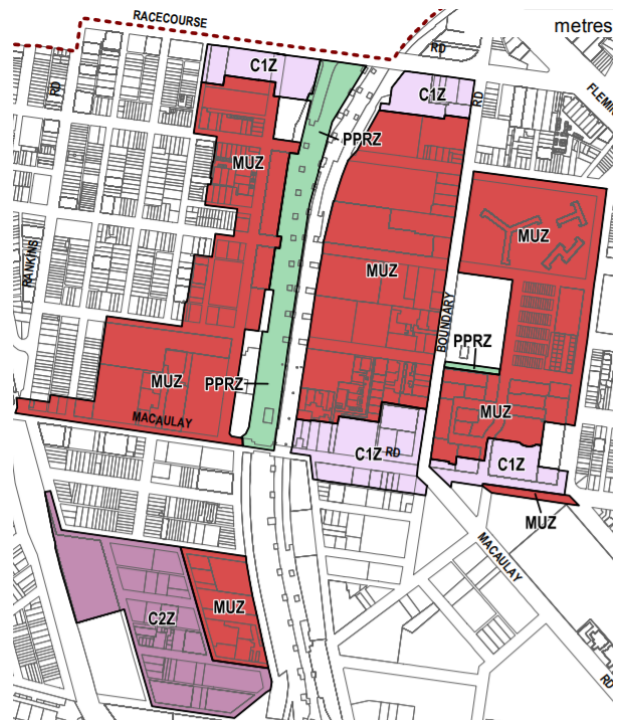 RACECOURSE
metres
RD
C1Z
RD
C1Z
RD
FLEMIN
PPRZ
MUZ
MUZ
RANKINS
MUZ
BOUNDARY
PPRZ
MUZ
PPRZ
MUZ
MACAULAY
C1Z RD
C1Z
MUZ
MACAULAY
C2Z
MUZ
RD